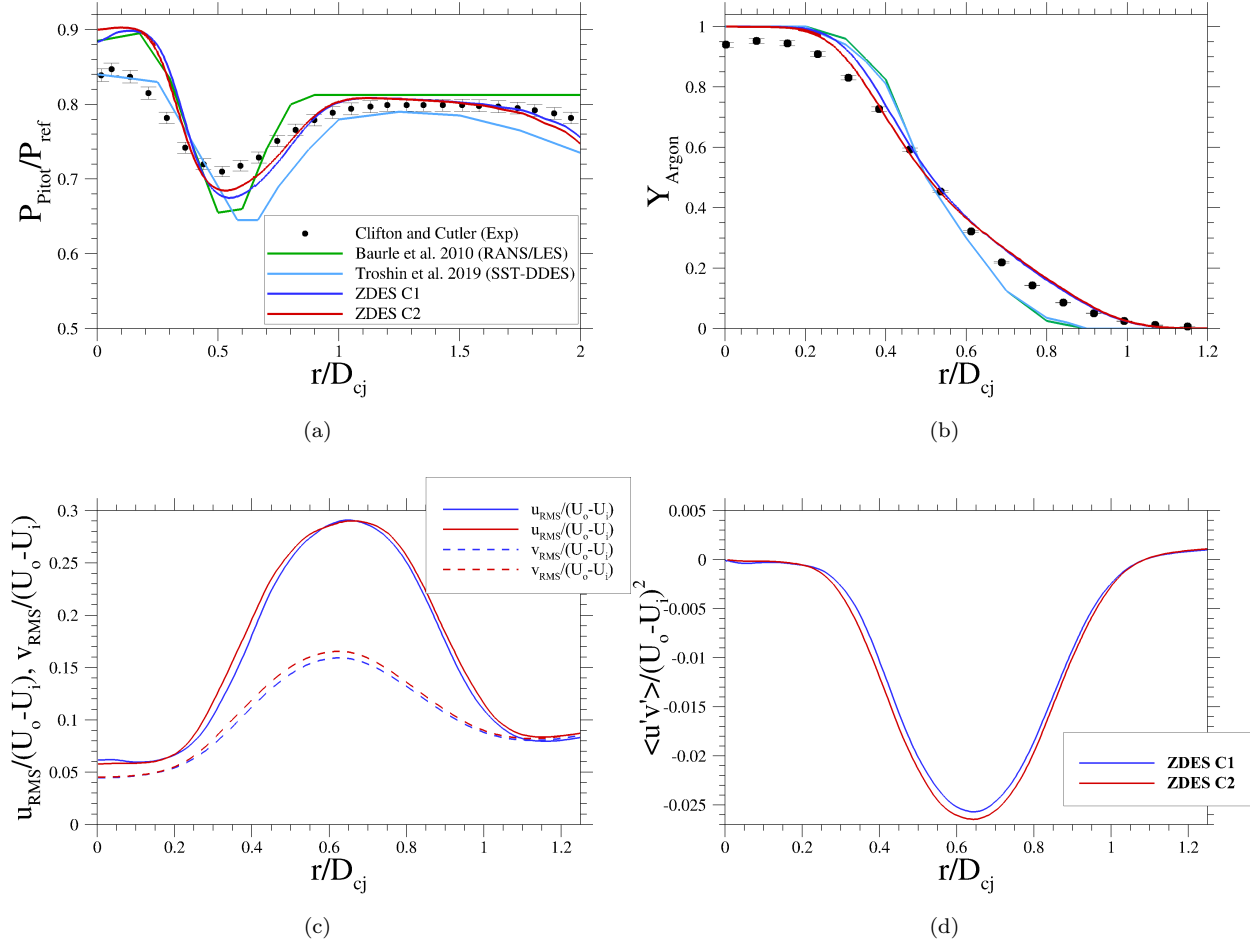 P_Pitot/P_ref
0.9
0.8
0.7
0.6
0.5
Clifton and Cutler (Exp)
Baurle et al. 2010 (RANS/LES)
Troshin et al. 2019 (SST-DDES)
ZDES C1
ZDES C2
0 0.5 1 1.5 2
r/D_cj
(a)
Y_Argon
1
0.8
0.6
0.4
0.2
0
0 0.2 0.4 0.6 0.8 1 1.2
r/D_cj
(b)
u_RMS/(U_o-U_i), v_RMS/(U_o-U_i)
0.3
0.25
0.2
0.15
0.1
0.05
0
u_RMS/(U_o-U_i)
u_RMS/(U_o-U_i)
v_RMS/(U_o-U_i)
v_RMS/(U_o-U_i)
0 0.2 0.4 0.6 0.8 1 1.2
r/D_cj
(c)
<u'v'>/(U_o-U_i)^2
0.005
0
-0.005
-0.01
-0.015
-0.02
-0.025
ZDES C1
ZDES C2
0 0.2 0.4 0.6 0.8 1 1.2
r/D_cj
(d)